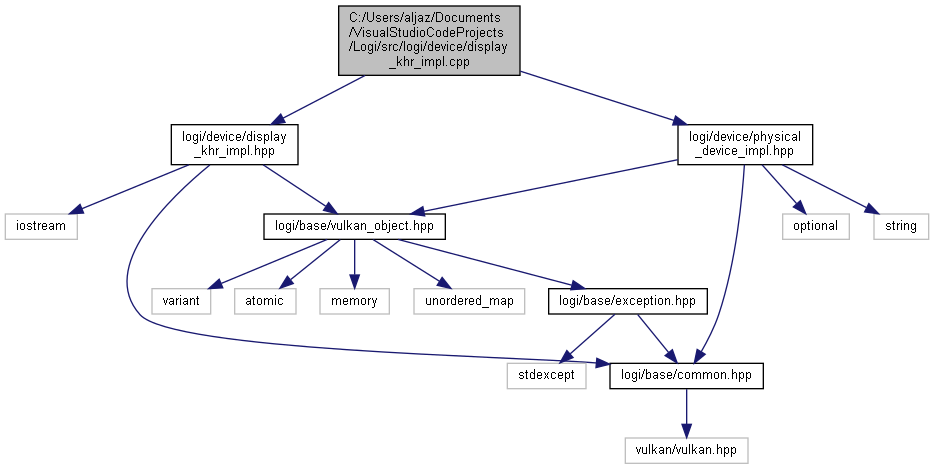 C:/Users/aljaz/Documents
/VisualStudioCodeProjects
/Logi/src/logi/device/display
_khr_impl.cpp
logi/device/display
_khr_impl.hpp
logi/device/physical
_device_impl.hpp
iostream
logi/base/vulkan_object.hpp
optional
string
variant
atomic
memory
unordered_map
logi/base/exception.hpp
stdexcept
logi/base/common.hpp
vulkan/vulkan.hpp